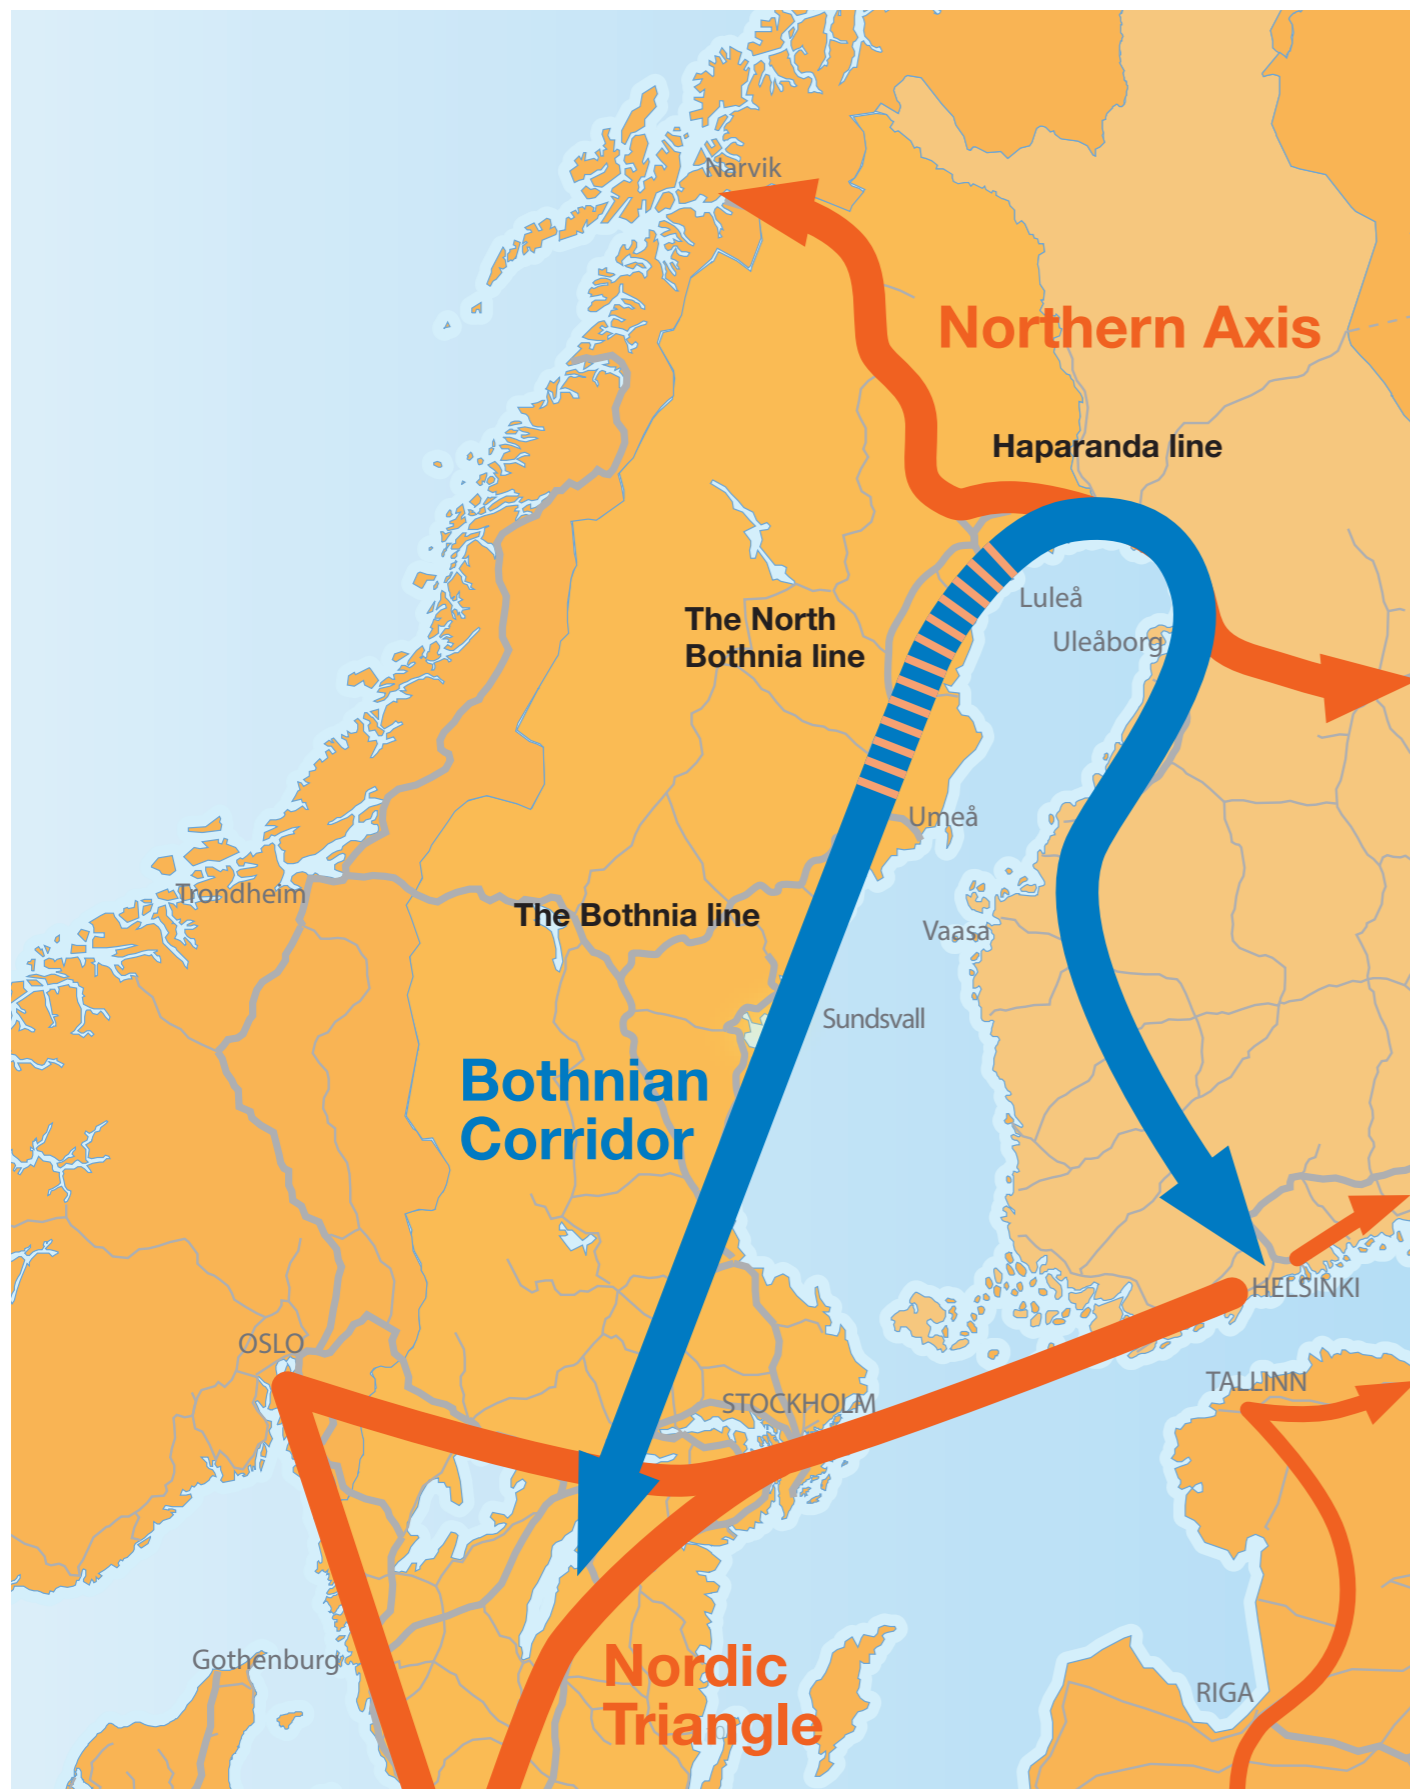 Narvik
Northern Axis
Haparanda line
Luleå
The North
Bothnia line
Uleåborg
Umeå
Trondheim
The Bothnia line
Vaasa
Sundsvall
Bothnian
Corridor
HELSINKI
OSLO
TALLINN
STOCKHOLM
Gothenburg
Nordic
Triangle
RIGA